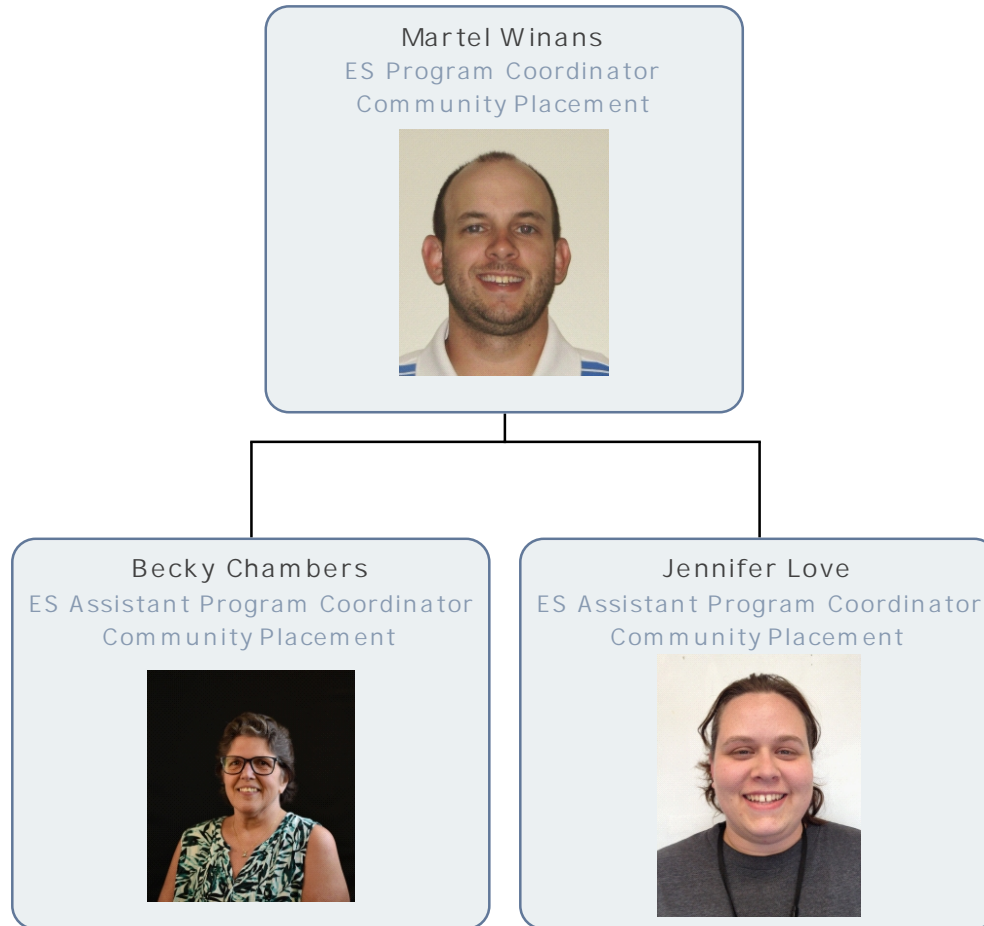 Martel Winans
ES Program Coordinator
Community Placement
Becky Chambers
ES Assistant Program Coordinator
Community Placement
Jennifer Love
ES Assistant Program Coordinator
Community Placement